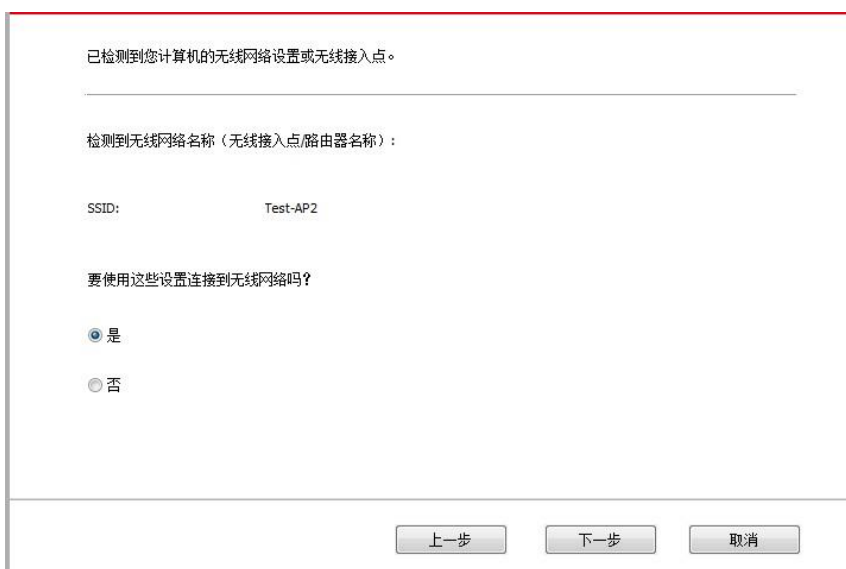 已检测到您计算机的无线网络设置或无线接入点。
检测到无线网络名称（无线接入点/路由器名称）:
SSID: Test-AP2
要使用这些设置连接到无线网络吗?
是
否
上一步 下一步 取消